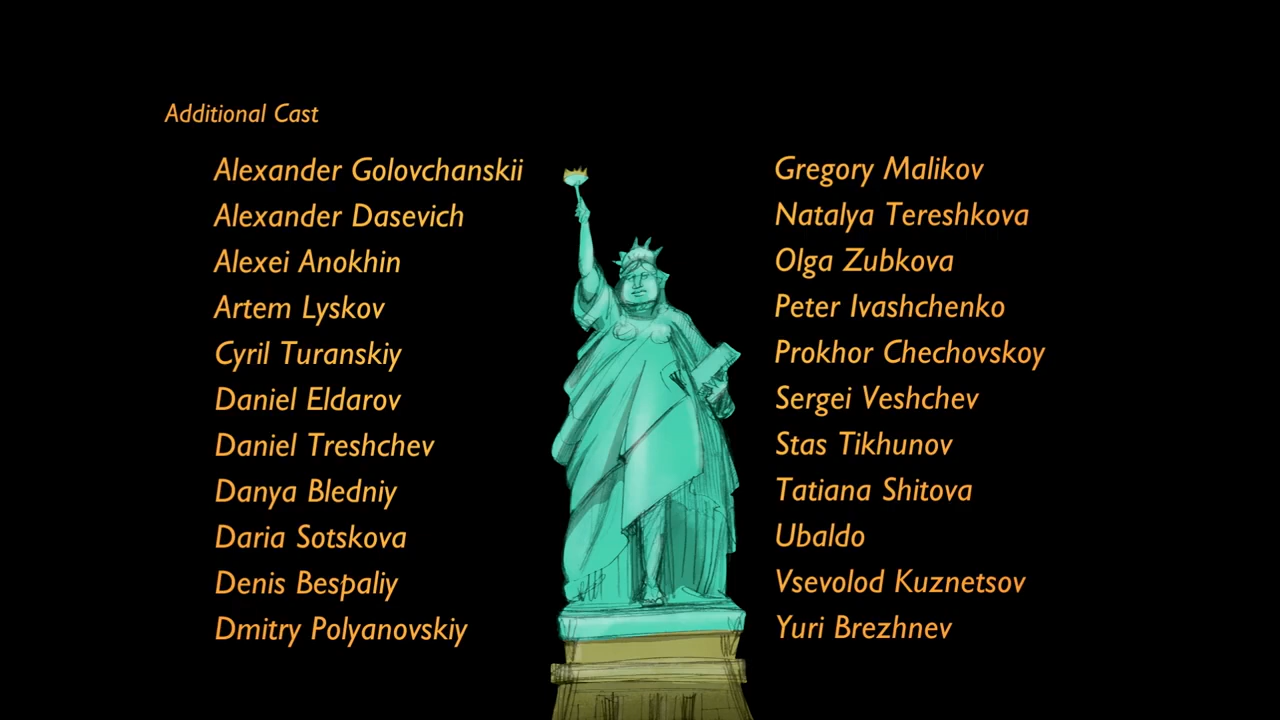 Additional Cast
Alexander Golovchanskii
Alexander Dasevich
Alexei Anokhin
Artem Lyskov
Cyril Turanskiy
Daniel Eldarov
Daniel Treshchev
Danya Bledniy
Daria Sotskova
Denis Bespaliy
Dmitry Polyanovskiy
Gregory Malikov
Natalya Tereshkova
Olga Zubkova
Peter Ivashchenko
Prokhor Chechovskoy
Sergei Veshchev
Stas Tikhunov
Tatiana Shitova
Ubaldo
Vsevolod Kuznetsov
Yuri Brezhnev